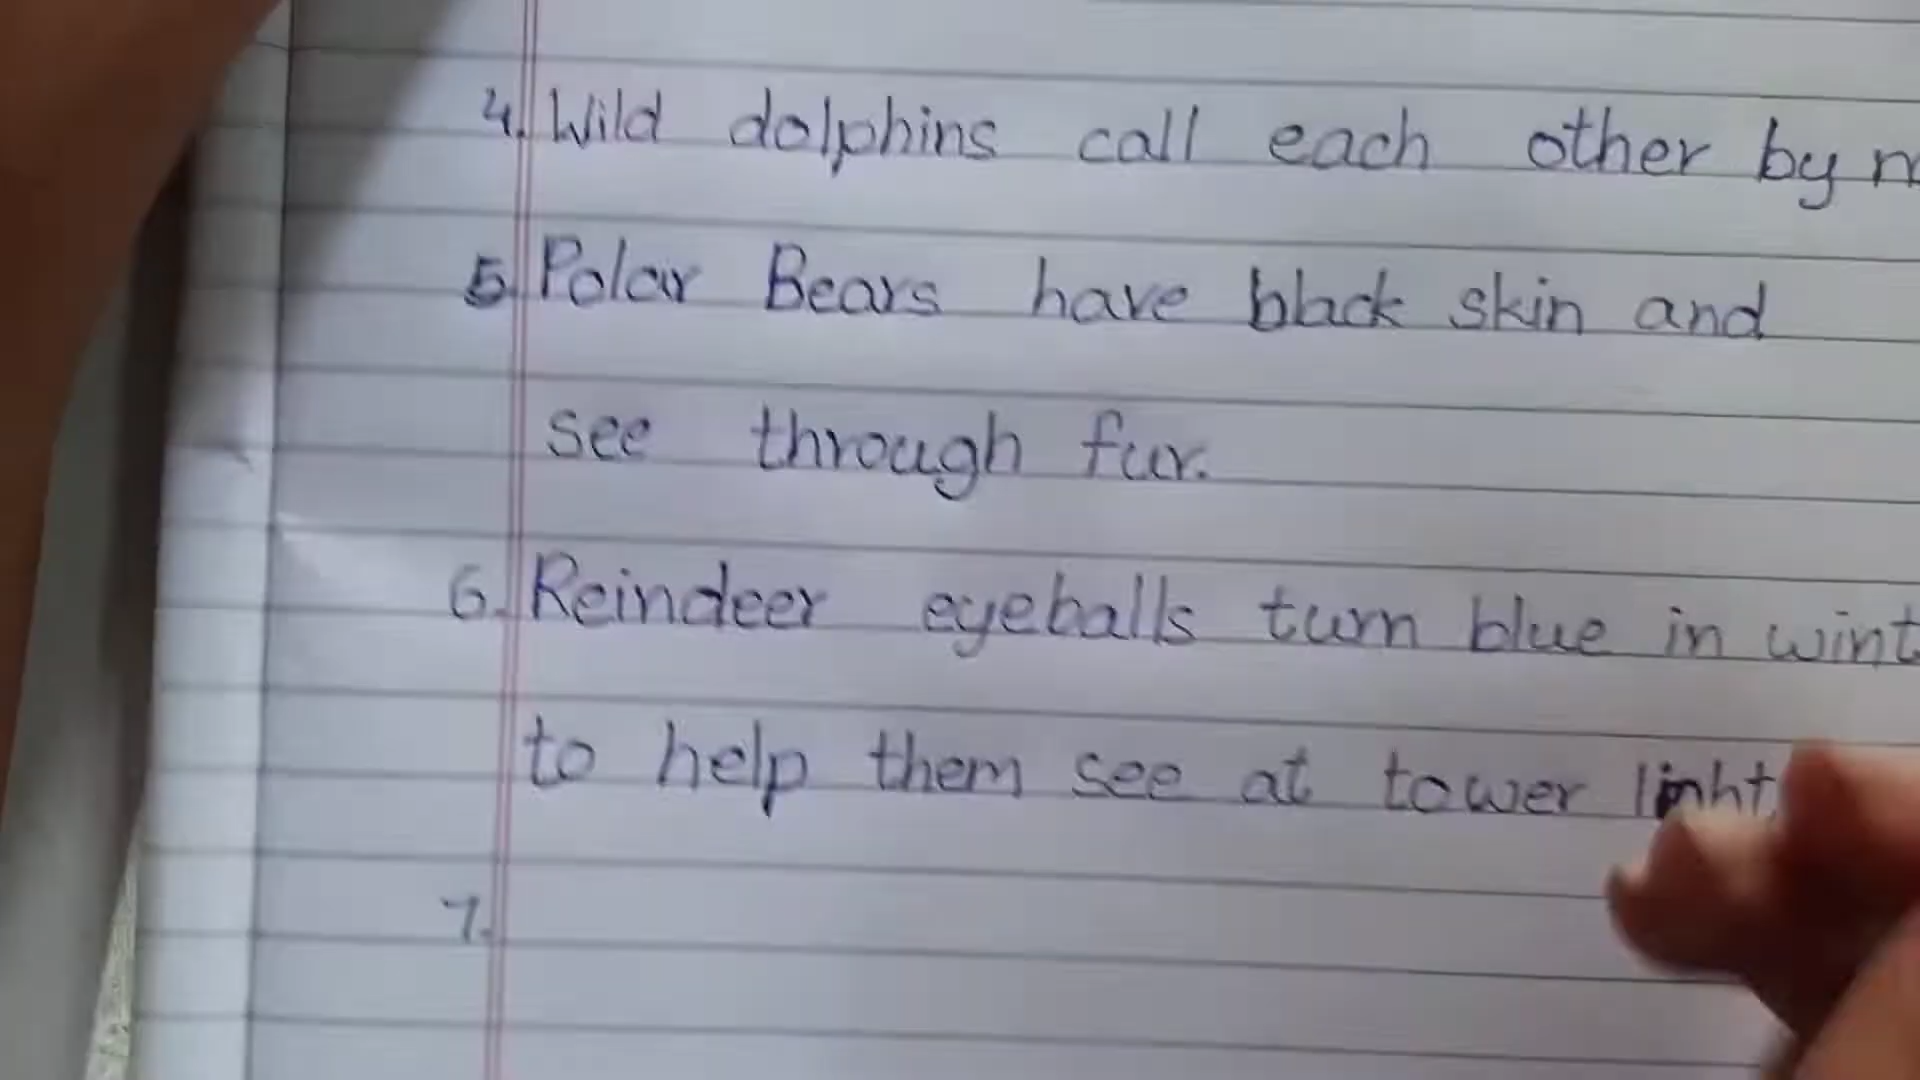 4. Wild dolphins call each other by
5. Polar Bears have black skin and
see through fur.
6. Reindeer eyeballs turn blue in
to help them see at tower
7.